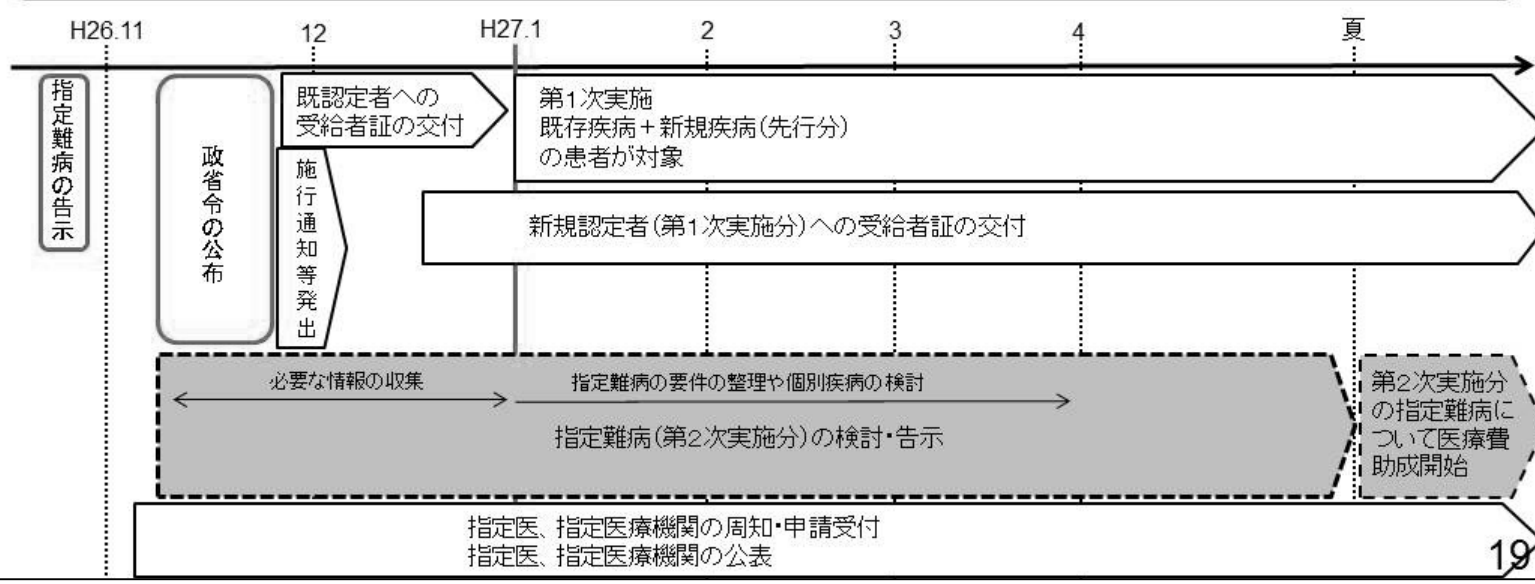 H26.11
12
H27.1
2
3
4
夏
指定難病の告示
政省令の公布
既認定者への
受給者証の交付
施行通知等発出
第1次実施
既存疾病+新規疾病(先行分)
の患者が対象
新規認定者(第1次実施分)への受給者証の交付
必要な情報の収集
指定難病の要件の整理や個別疾病の検討
指定難病(第2次実施分)の検討・告示
第2次実施分
の指定難病に
ついて医療費
助成開始
指定医、指定医療機関の周知・申請受付
指定医、指定医療機関の公表
19